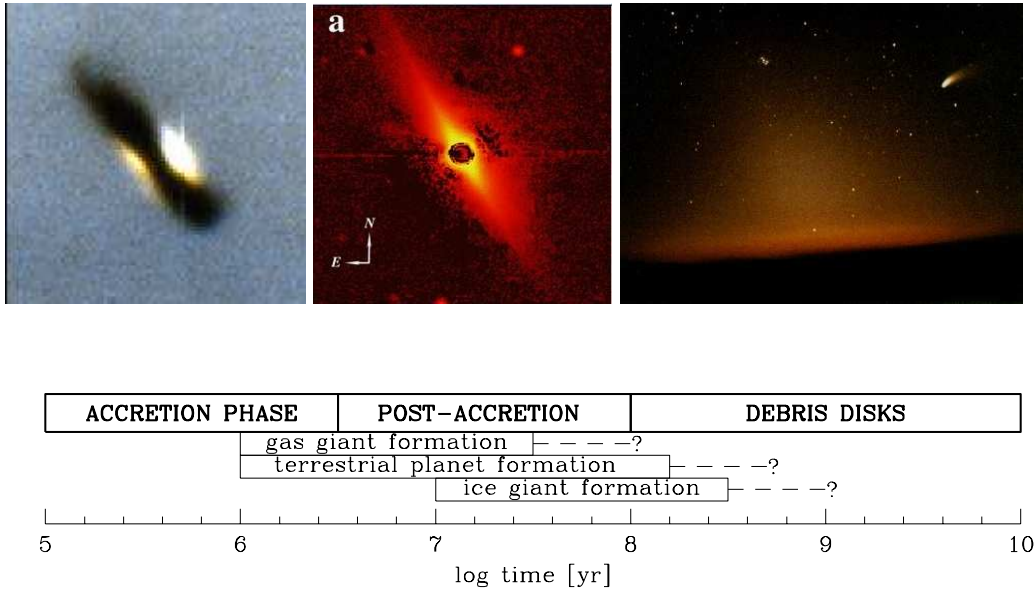 a
N
E
ACCRETION PHASE POST-ACCRETION DEBRIS DISKS
gas giant formation ?
terrestrial planet formation ?
ice giant formation ?
5 6 7 8 9 10
log time [yr]